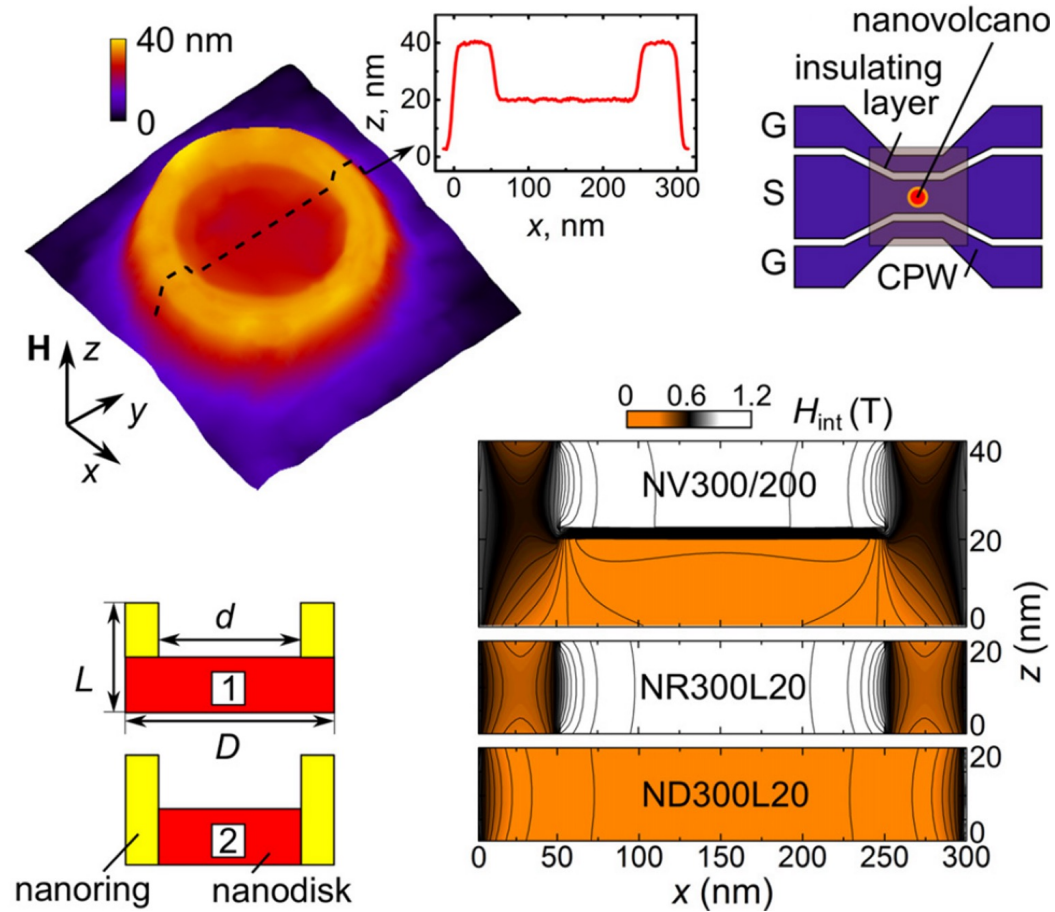 40 nm
0
z, nm
40
20
0
0 100 200 300
x, nm
nanovolcano
insulating
layer
G
S
G
CPW
H
z
y
x
0 0.6 1.2
H_int (T)
NV300/200
40
20
0
NR300L20
20
0
ND300L20
20
0
z (nm)
0 50 100 150 200 250 300
x (nm)
d
L
1
D
2
nanoring
nanodisk